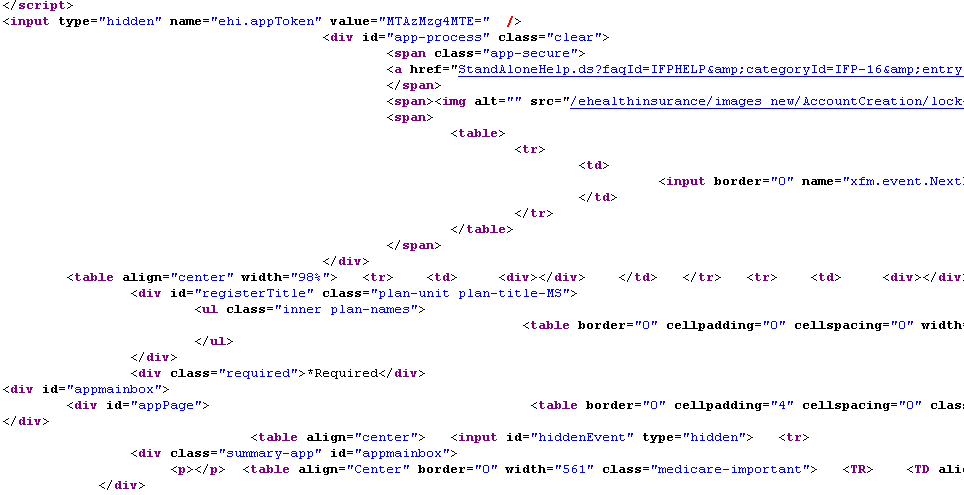 </script>
<input type="hidden" name="ehi.appToken" value="MTAzMzg4MTE=" />
<div id="app-process" class="clear">
<span class="app-secure">
<a href="StandAloneHelp.ds?faqId=IFPHELP&amp;categoryId=IFP-16&amp;entry
</span>
<span><img alt="" src="/ehealthinsurance/images_new/AccountCreation/lock-
<span>
<table>
<tr>
<td>
<input border="0" name="xfm.event.Next
</td>
</tr>
</table>
</span>
</div>
<table align="center" width="98%"> <tr> <td> <div></div> </td> </tr> <tr> <td> <div></div
<div id="registerTitle" class="plan-unit plan-title-MS">
<ul class="inner plan-names">
<table border="0" cellpadding="0" cellspacing="0" width=
</ul>
</div>
<div class="required">*Required</div>
<div id="appmainbox">
<div id="appPage"> <table border="0" cellpadding="4" cellspacing="0" clas
</div>
<table align="center"> <input id="hiddenEvent" type="hidden"> <tr>
<div class="summary-app" id="appmainbox">
<p></p> <table align="Center" border="0" width="561" class="medicare-important"> <TR> <TD alig
</div>